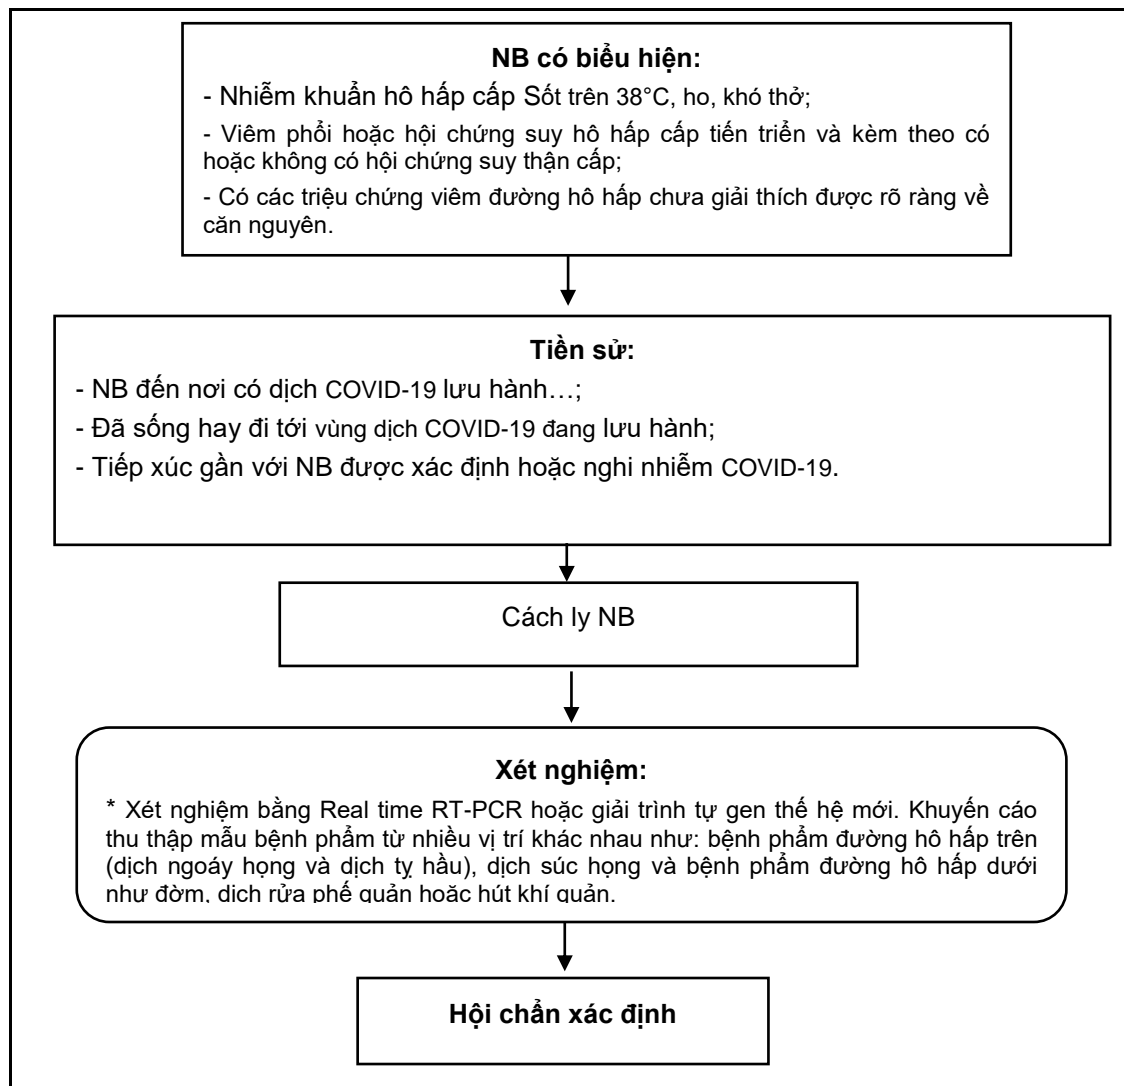 NB có biểu hiện:
- Nhiễm khuẩn hô hấp cấp Sốt trên 38°C, ho, khó thở;
- Viêm phổi hoặc hội chứng suy hô hấp cấp tiến triển và kèm theo có
hoặc không có hội chứng suy thận cấp;
- Có các triệu chứng viêm đường hô hấp chưa giải thích được rõ ràng về
căn nguyên.
Tiền sử:
- NB đến nơi có dịch COVID-19 lưu hành…;
- Đã sống hay đi tới vùng dịch COVID-19 đang lưu hành;
- Tiếp xúc gần với NB được xác định hoặc nghi nhiễm COVID-19.
Cách ly NB
Xét nghiệm:
* Xét nghiệm bằng Real time RT-PCR hoặc giải trình tự gen thế hệ mới. Khuyến cáo
thu thập mẫu bệnh phẩm từ nhiều vị trí khác nhau như: bệnh phẩm đường hô hấp trên
(dịch ngoáy họng và dịch tỵ hầu), dịch súc họng và bệnh phẩm đường hô hấp dưới
như đờm, dịch rửa phế quản hoặc hút khí quản.
Hội chẩn xác định